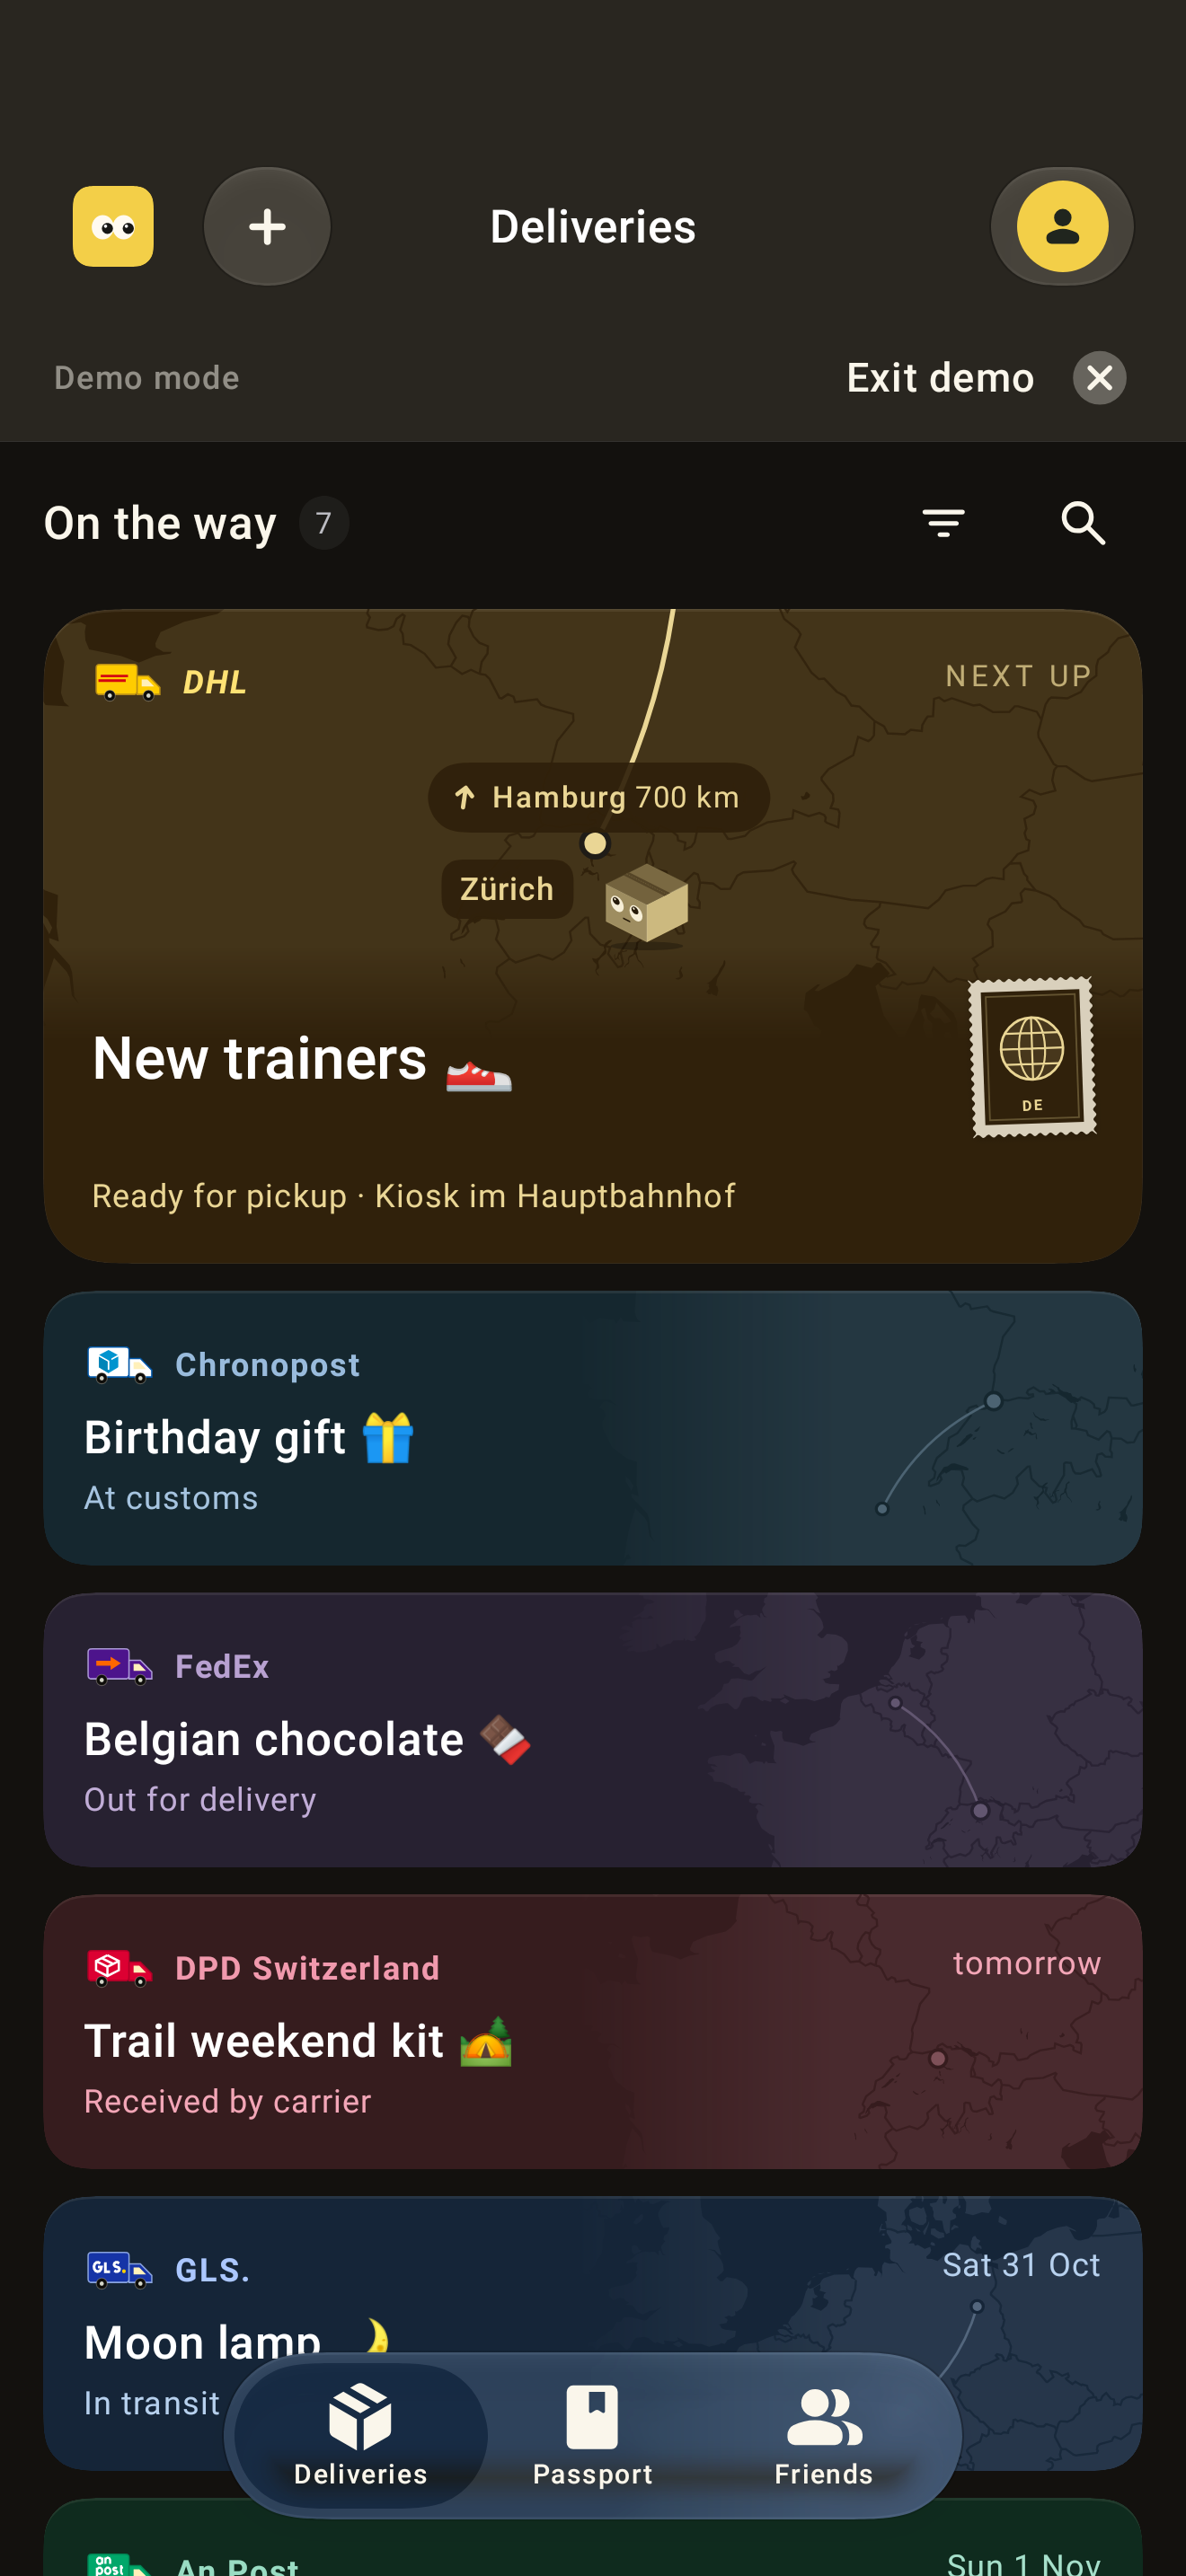 Deliveries
Demo mode
Exit demo
On the way 7
DHL
NEXT UP
Hamburg 700 km
Zürich
New trainers
DE
Ready for pickup · Kiosk im Hauptbahnhof
Chronopost
Birthday gift
At customs
FedEx
Belgian chocolate
Out for delivery
DPD Switzerland
tomorrow
Trail weekend kit
Received by carrier
GLS.
GLS.
Sat 31 Oct
Moon lamp
In transit
Deliveries
Passport
Friends
an
post
An Post
Sun 1 Nov